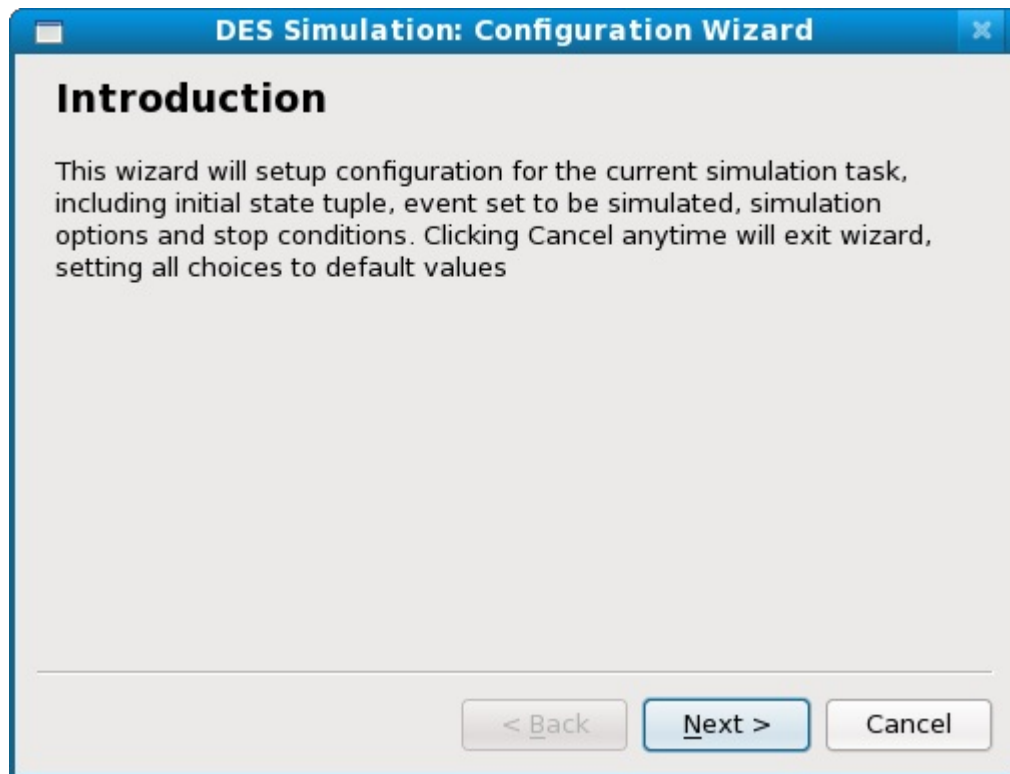 DES Simulation: Configuration Wizard
Introduction
This wizard will setup configuration for the current simulation task,
including initial state tuple, event set to be simulated, simulation
options and stop conditions. Clicking Cancel anytime will exit wizard,
setting all choices to default values
< Back Next > Cancel